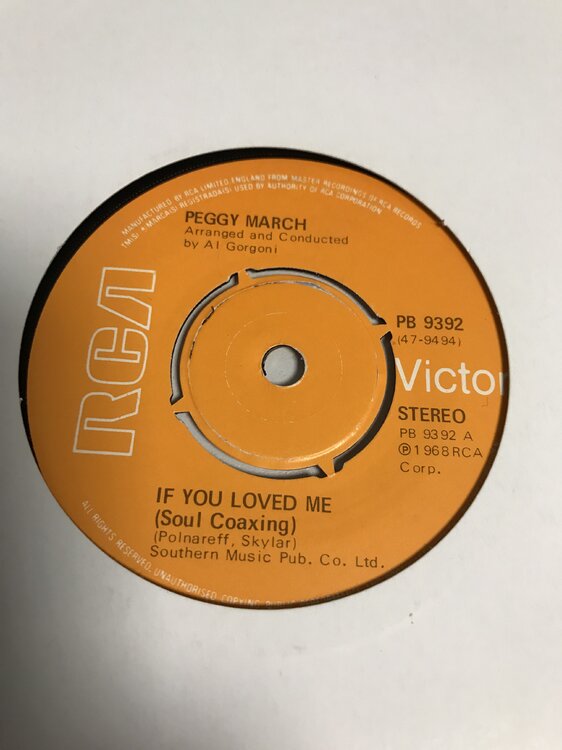 MANUFACTURED BY RCA LIMITED, ENGLAND FROM MASTER RECORDINGS OF RCA RECORDS
TM(S) ® MARCA(S) REGISTRADA(S) USED BY AUTHORITY OF RCA CORPORATION
PEGGY MARCH
Arranged and Conducted
by Al Gorgoni
RCA
PB 9392
(47-9494)
Victor
STEREO
PB 9392 A
Ⓟ1968 RCA
Corp.
IF YOU LOVED ME
(Soul Coaxing)
(Polnareff, Skylar)
Southern Music Pub. Co. Ltd.
ALL RIGHTS RESERVED. UNAUTHORISED COPYING